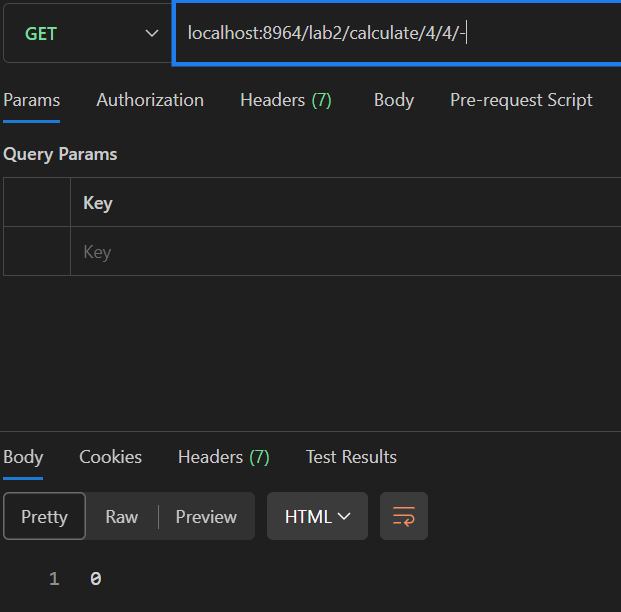 GET localhost:8964/lab2/calculate/4/4/-
Params Authorization Headers (7) Body Pre-request Script
Query Params
Key
Key
Body Cookies Headers (7) Test Results
Pretty Raw Preview HTML
1 0